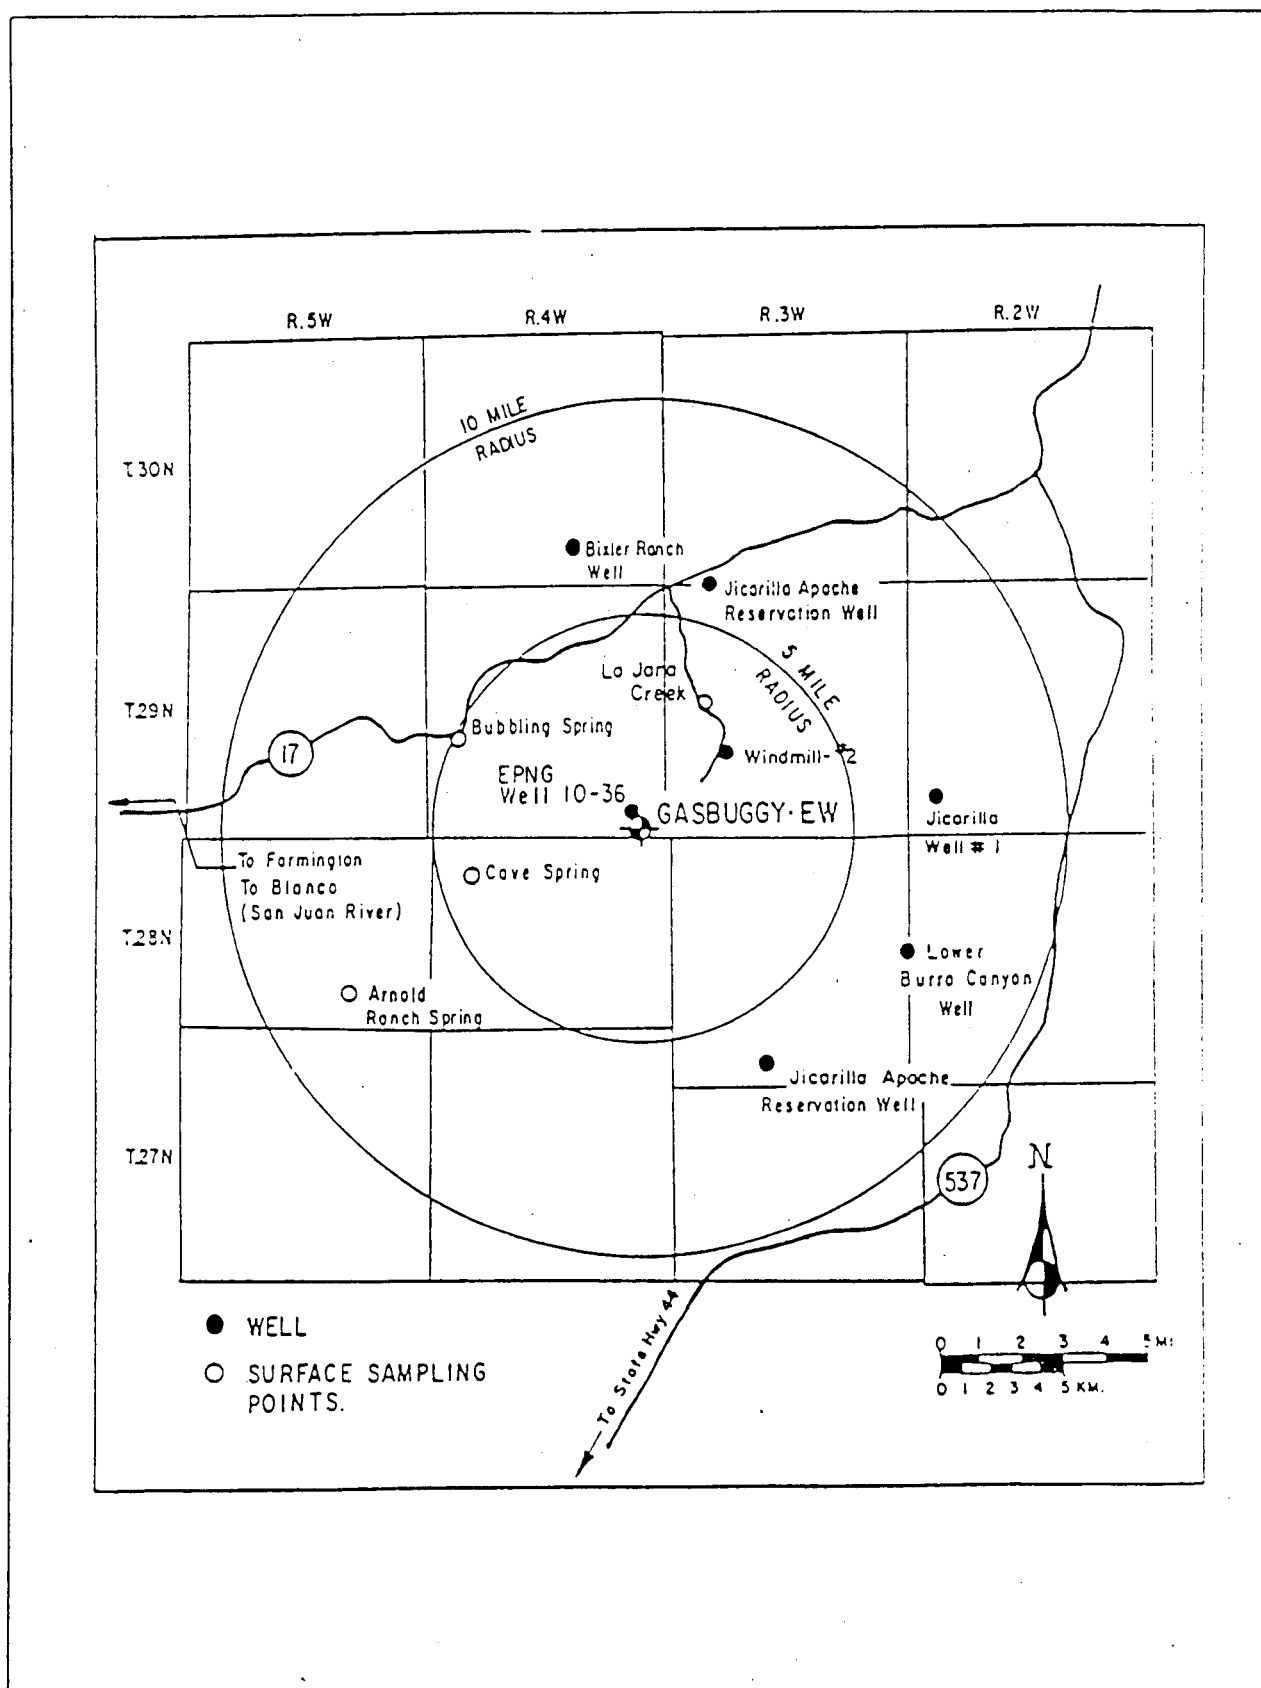 R.5W R.4W R.3W R.2W
10 MILE
RADIUS
T.30N
Bixler Ranch
Well
Jicarilla Apache
Reservation Well
5 MILE
RADIUS
La Jara
Creek
T.29N
Bubbling Spring
17
Windmill-#2
EPNG
Well 10-36
GASBUGGY·EW
Jicarilla
Well # 1
To Farmington
To Blanco
(San Juan River)
Cave Spring
T.28N
Lower
Burro Canyon
Well
Arnold
Ranch Spring
Jicarilla Apache
Reservation Well
T.27N
N
537
To State Hwy 44
WELL
SURFACE SAMPLING
POINTS.
0 1 2 3 4 5 MI.
0 1 2 3 4 5 KM.